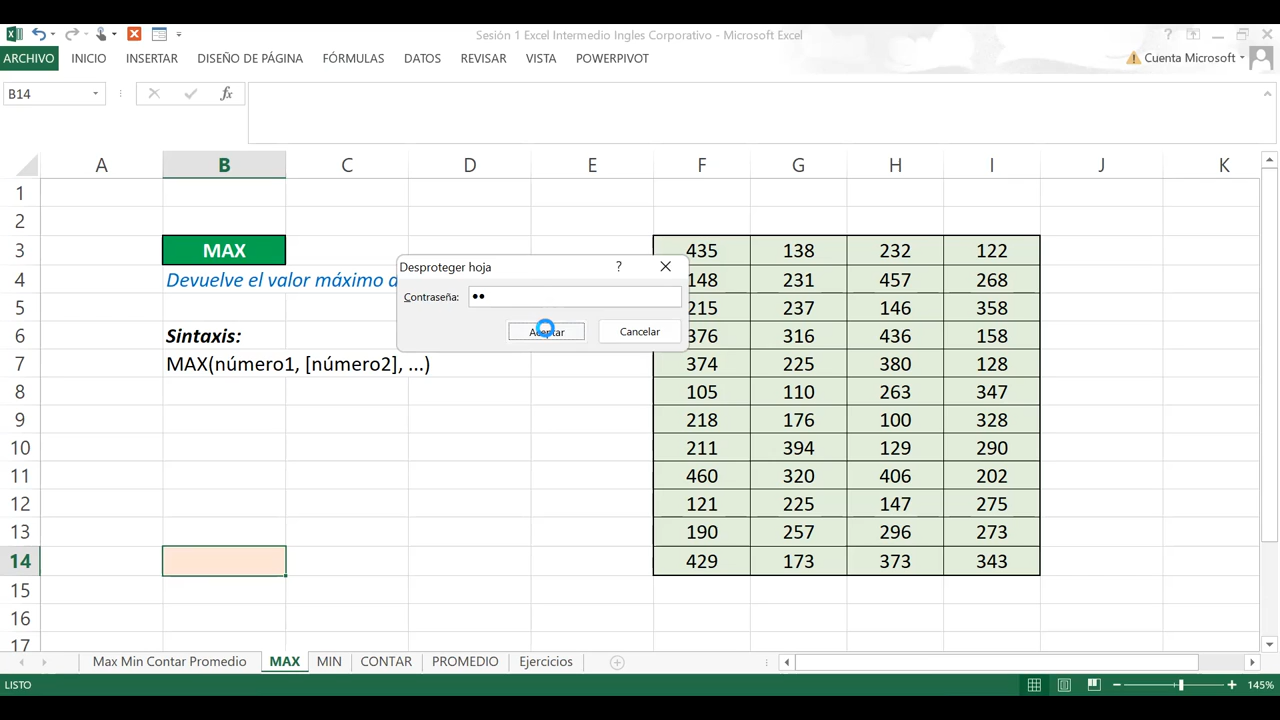 Sesión 1 Excel Intermedio Ingles Corporativo - Microsoft Excel
ARCHIVO INICIO INSERTAR DISEÑO DE PÁGINA FÓRMULAS DATOS REVISAR VISTA POWERPIVOT Cuenta Microsoft
B14 fx
A B C D E F G H I J K
1
2
3 MAX 435 138 232 122
4 Devuelve el valor máximo 148 231 457 268
5 215 237 146 358
6 Sintaxis: 376 316 436 158
7 MAX(número1, [número2], ...) 374 225 380 128
8 105 110 263 347
9 218 176 100 328
10 211 394 129 290
11 460 320 406 202
12 121 225 147 275
13 190 257 296 273
14 429 173 373 343
15
16
17
Desproteger hoja ?
Contraseña: ••
Aceptar Cancelar
Max Min Contar Promedio MAX MIN CONTAR PROMEDIO Ejercicios
LISTO 145%